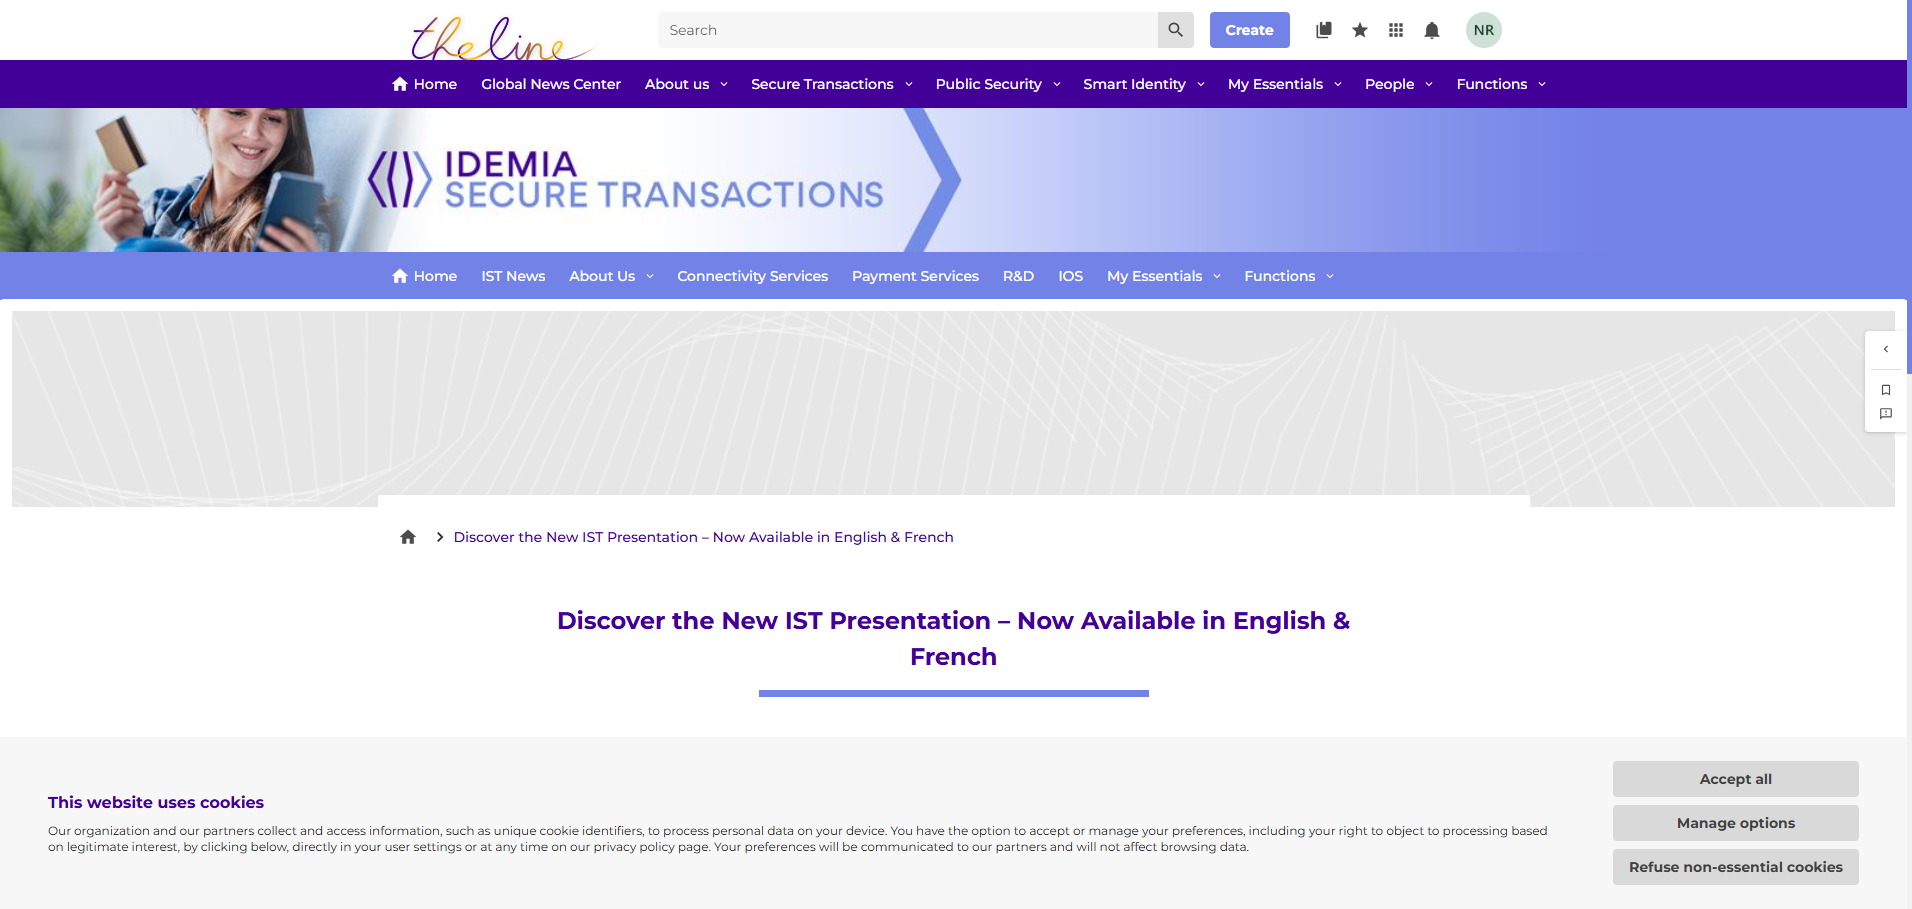 the line
Search
Create
NR
Home Global News Center About us Secure Transactions Public Security Smart Identity My Essentials People Functions
IDEMIA
SECURE TRANSACTIONS
Home IST News About Us Connectivity Services Payment Services R&D IOS My Essentials Functions
Discover the New IST Presentation – Now Available in English & French
Discover the New IST Presentation – Now Available in English &
French
This website uses cookies
Our organization and our partners collect and access information, such as unique cookie identifiers, to process personal data on your device. You have the option to accept or manage your preferences, including your right to object to processing based
on legitimate interest, by clicking below, directly in your user settings or at any time on our privacy policy page. Your preferences will be communicated to our partners and will not affect browsing data.
Accept all
Manage options
Refuse non-essential cookies